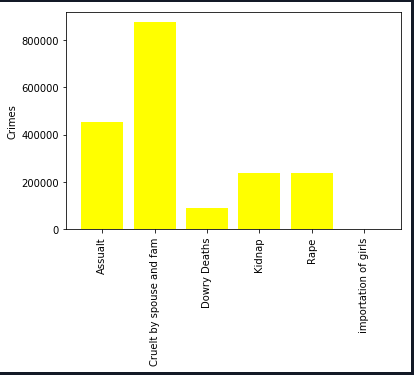 800000
600000
400000
200000
0
Crimes
Assualt
Cruelt by spouse and fam
Dowry Deaths
Kidnap
Rape
importation of girls